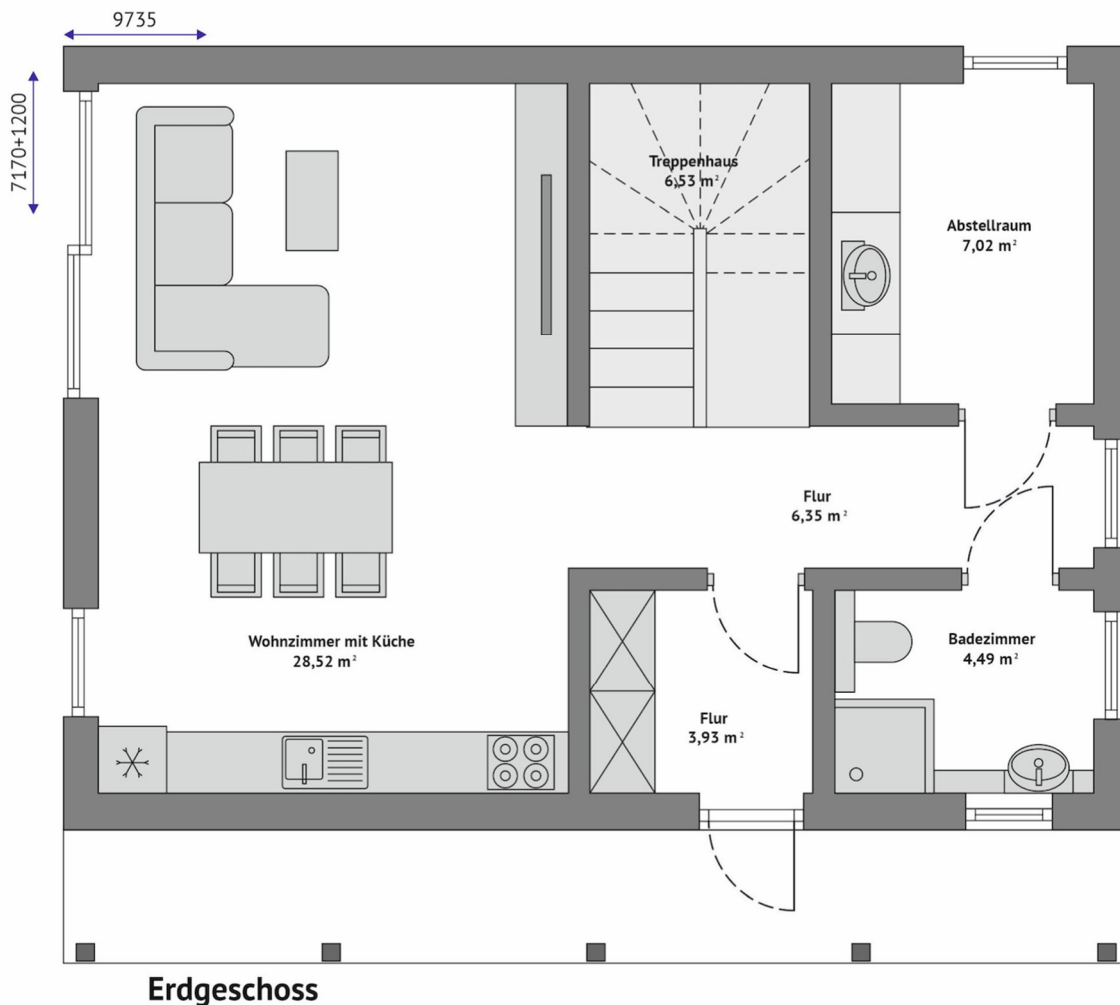 9735
7170+1200
Treppenhaus
6,53 m²
Abstellraum
7,02 m²
Flur
6,35 m²
Wohnzimmer mit Küche
28,52 m²
Badezimmer
4,49 m²
Flur
3,93 m²
Erdgeschoss